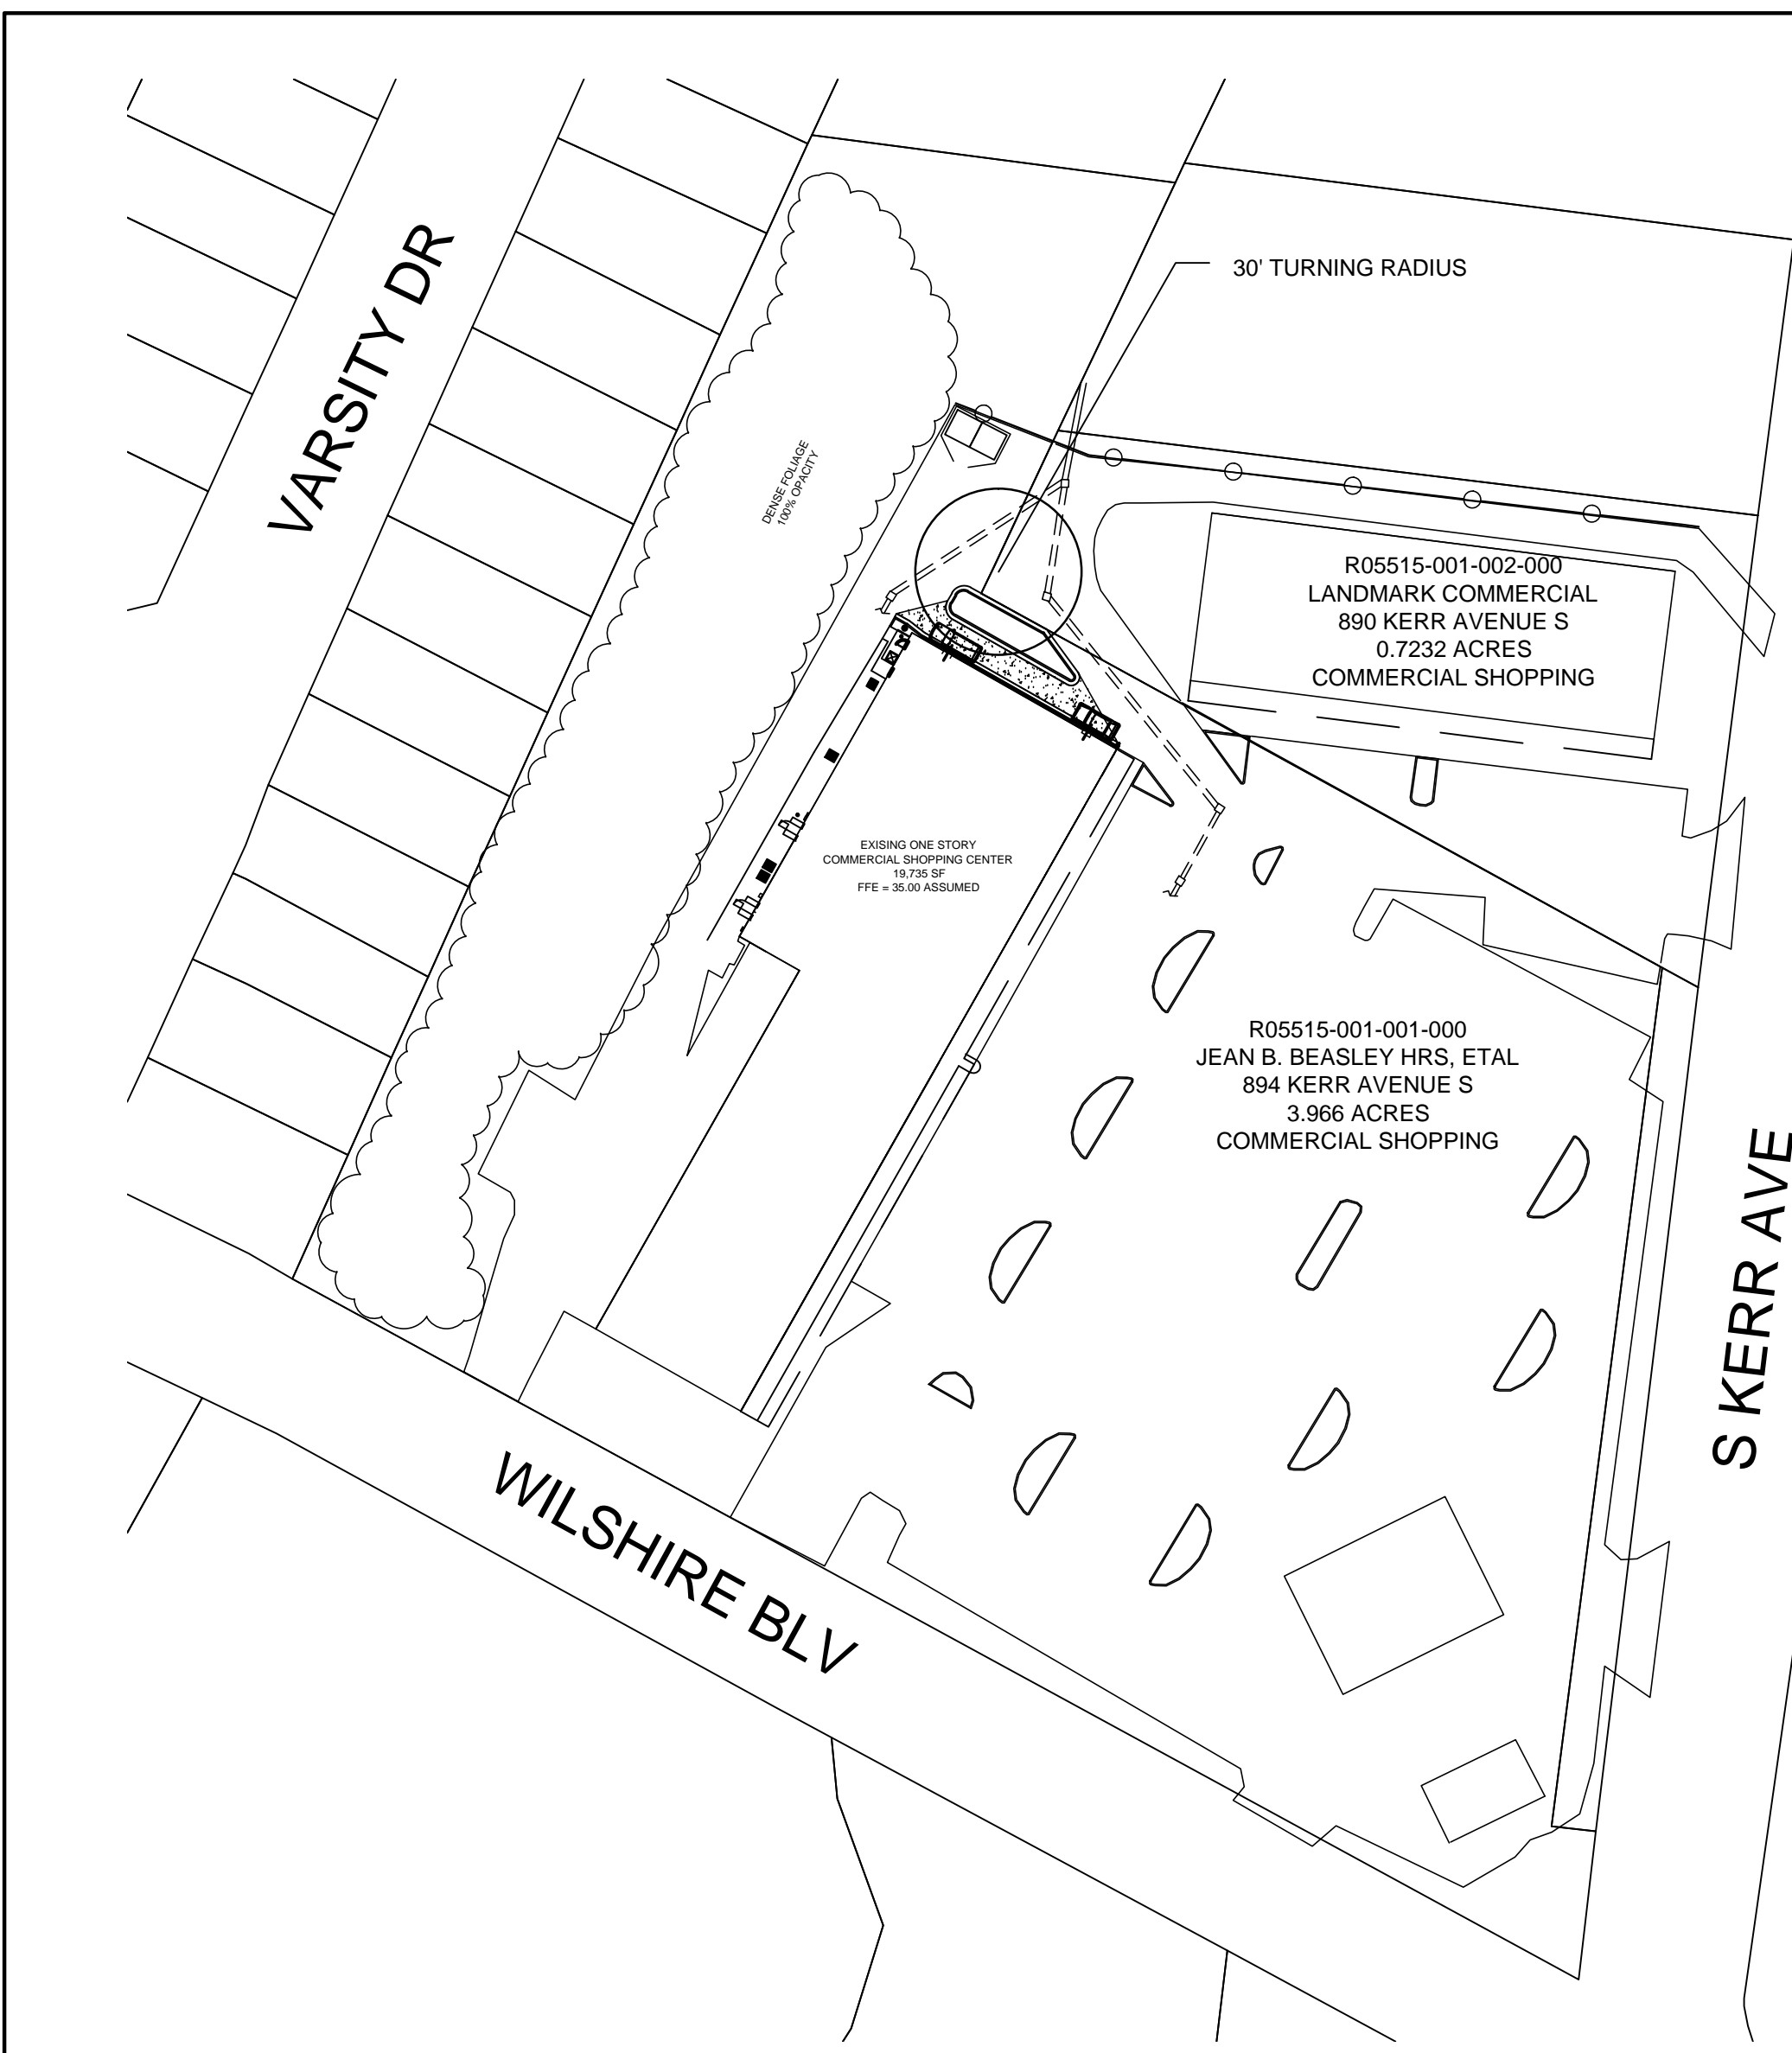 VARSITY DR
30' TURNING RADIUS
DENSE FOLIAGE
100% OPACITY
R05515-001-002-000
LANDMARK COMMERCIAL
890 KERR AVENUE S
0.7232 ACRES
COMMERCIAL SHOPPING
EXISING ONE STORY
COMMERCIAL SHOPPING CENTER
19,735 SF
FFE = 35.00 ASSUMED
R05515-001-001-000
JEAN B. BEASLEY HRS, ETAL
894 KERR AVENUE S
3.966 ACRES
COMMERCIAL SHOPPING
S KERR AVE
WILSHIRE BLV